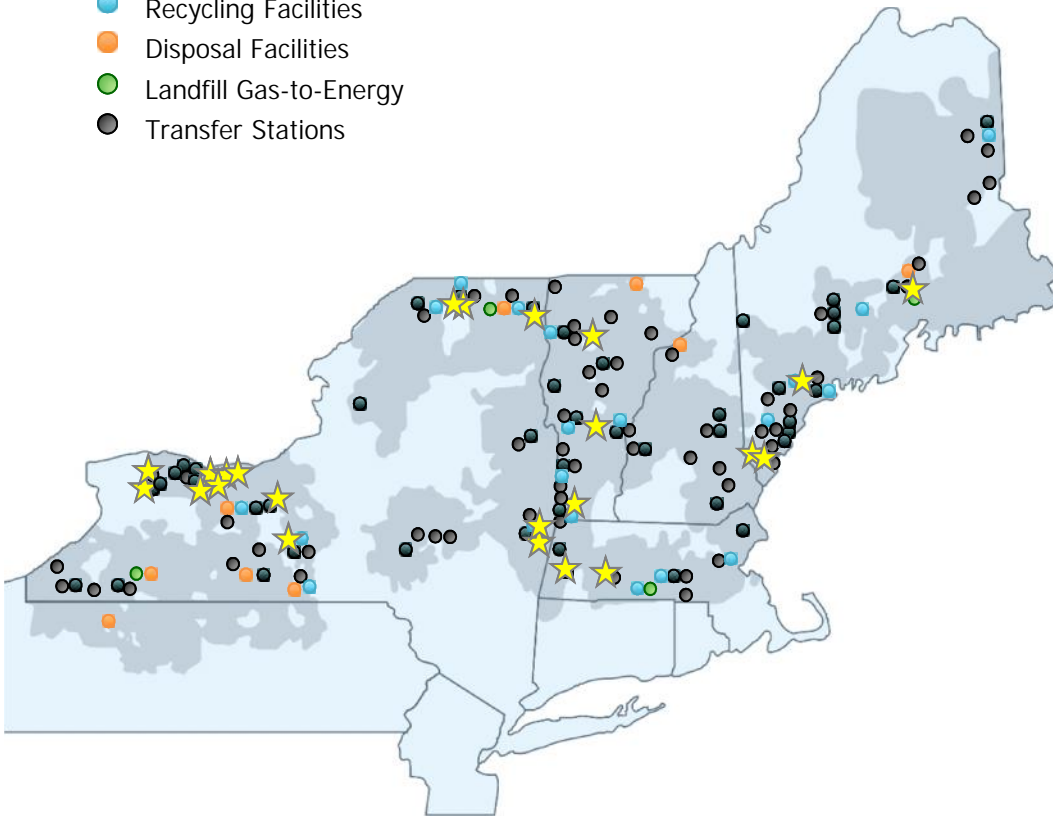 Recycling Facilities
Disposal Facilities
Landfill Gas-to-Energy
Transfer Stations